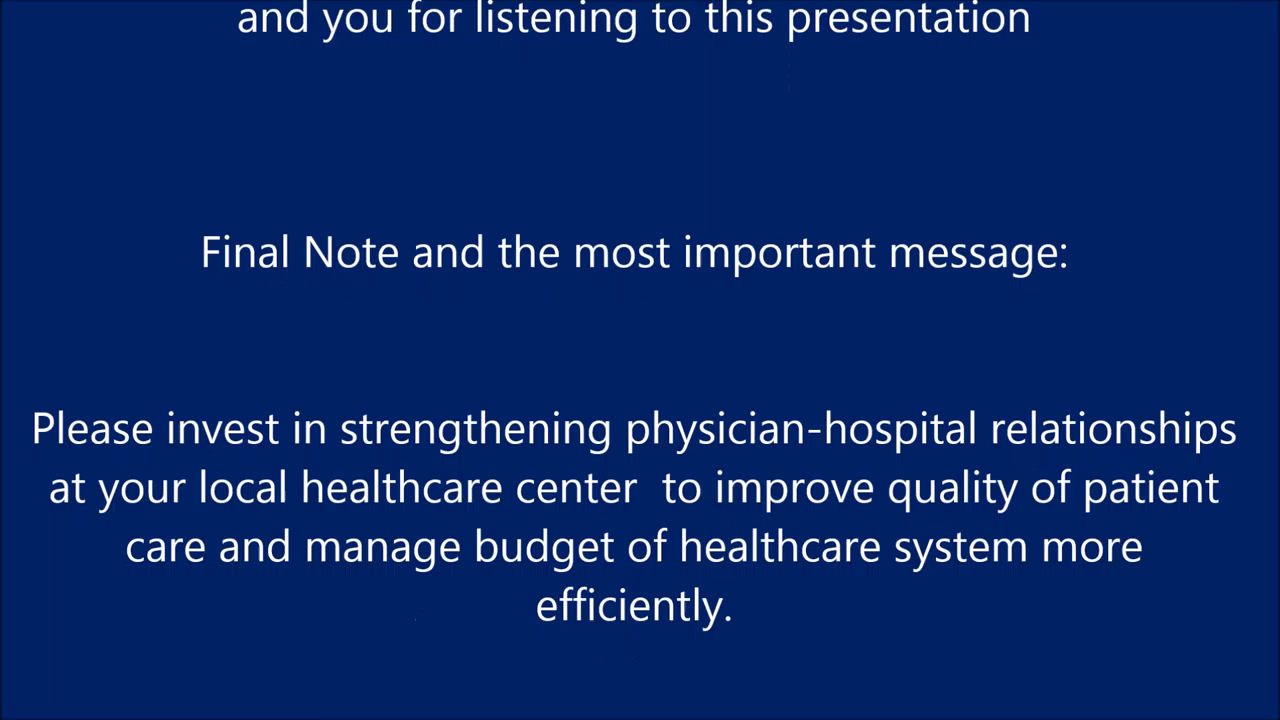 and you for listening to this presentation
Final Note and the most important message:
Please invest in strengthening physician-hospital relationships
at your local healthcare center  to improve quality of patient
care and manage budget of healthcare system more
efficiently.